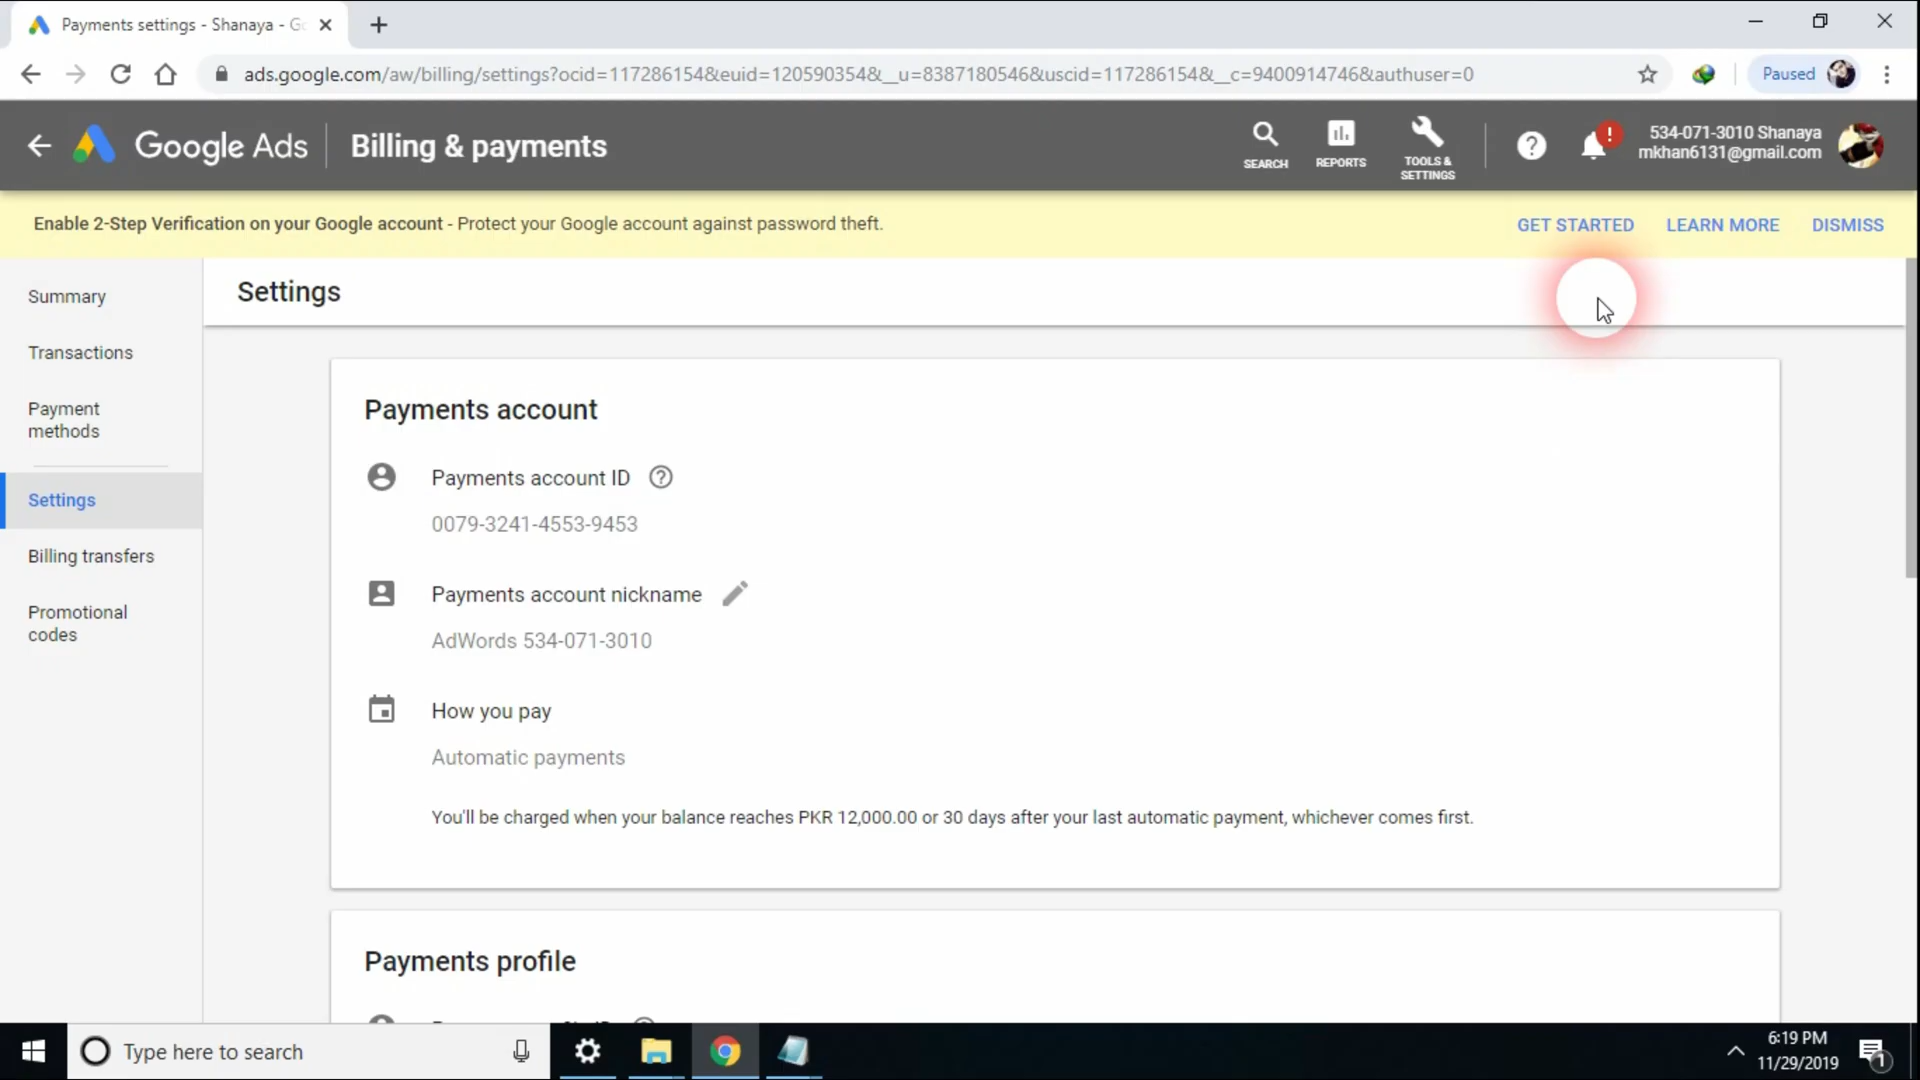 Payments settings - Shanaya - Go
ads.google.com/aw/billing/settings?ocid=117286154&euid=120590354&__u=8387180546&uscid=117286154&__c=9400914746&authuser=0
Paused
Google Ads
Billing & payments
SEARCH
REPORTS
TOOLS &
SETTINGS
534-071-3010 Shanaya
mkhan6131@gmail.com
Enable 2-Step Verification on your Google account - Protect your Google account against password theft.
GET STARTED
LEARN MORE
DISMISS
Summary
Transactions
Payment
methods
Settings
Billing transfers
Promotional
codes
Settings
Payments account
Payments account ID
0079-3241-4553-9453
Payments account nickname
AdWords 534-071-3010
How you pay
Automatic payments
You'll be charged when your balance reaches PKR 12,000.00 or 30 days after your last automatic payment, whichever comes first.
Payments profile
Type here to search
6:19 PM
11/29/2019
1